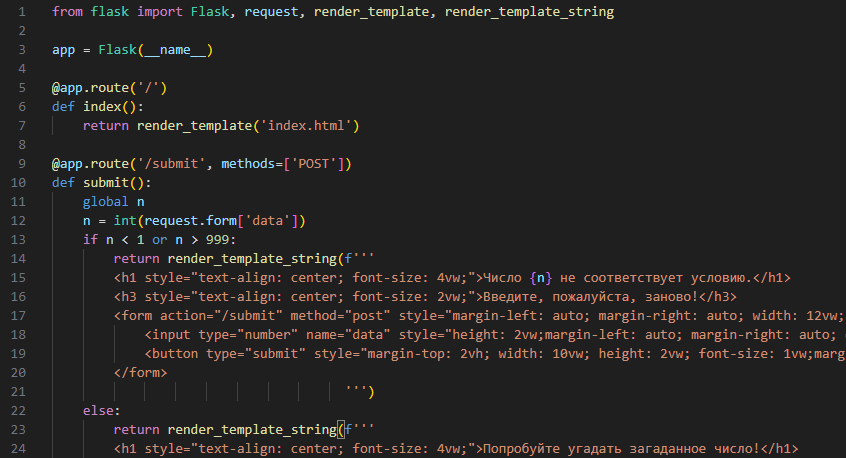 1 from flask import Flask, request, render_template, render_template_string
2
3 app = Flask(__name__)
4
5 @app.route('/')
6 def index():
7     return render_template('index.html')
8
9 @app.route('/submit', methods=['POST'])
10 def submit():
11     global n
12     n = int(request.form['data'])
13     if n < 1 or n > 999:
14         return render_template_string(f'''
15         <h1 style="text-align: center; font-size: 4vw;">Число {n} не соответствует условию.</h1>
16         <h3 style="text-align: center; font-size: 2vw;">Введите, пожалуйста, заново!</h3>
17         <form action="/submit" method="post" style="margin-left: auto; margin-right: auto; width: 12vw;
18             <input type="number" name="data" style="height: 2vw;margin-left: auto; margin-right: auto;
19             <button type="submit" style="margin-top: 2vh; width: 10vw; height: 2vw; font-size: 1vw;marg
20         </form>
21                                       ''')
22     else:
23         return render_template_string(f'''
24         <h1 style="text-align: center; font-size: 4vw;">Попробуйте угадать загаданное число!</h1>